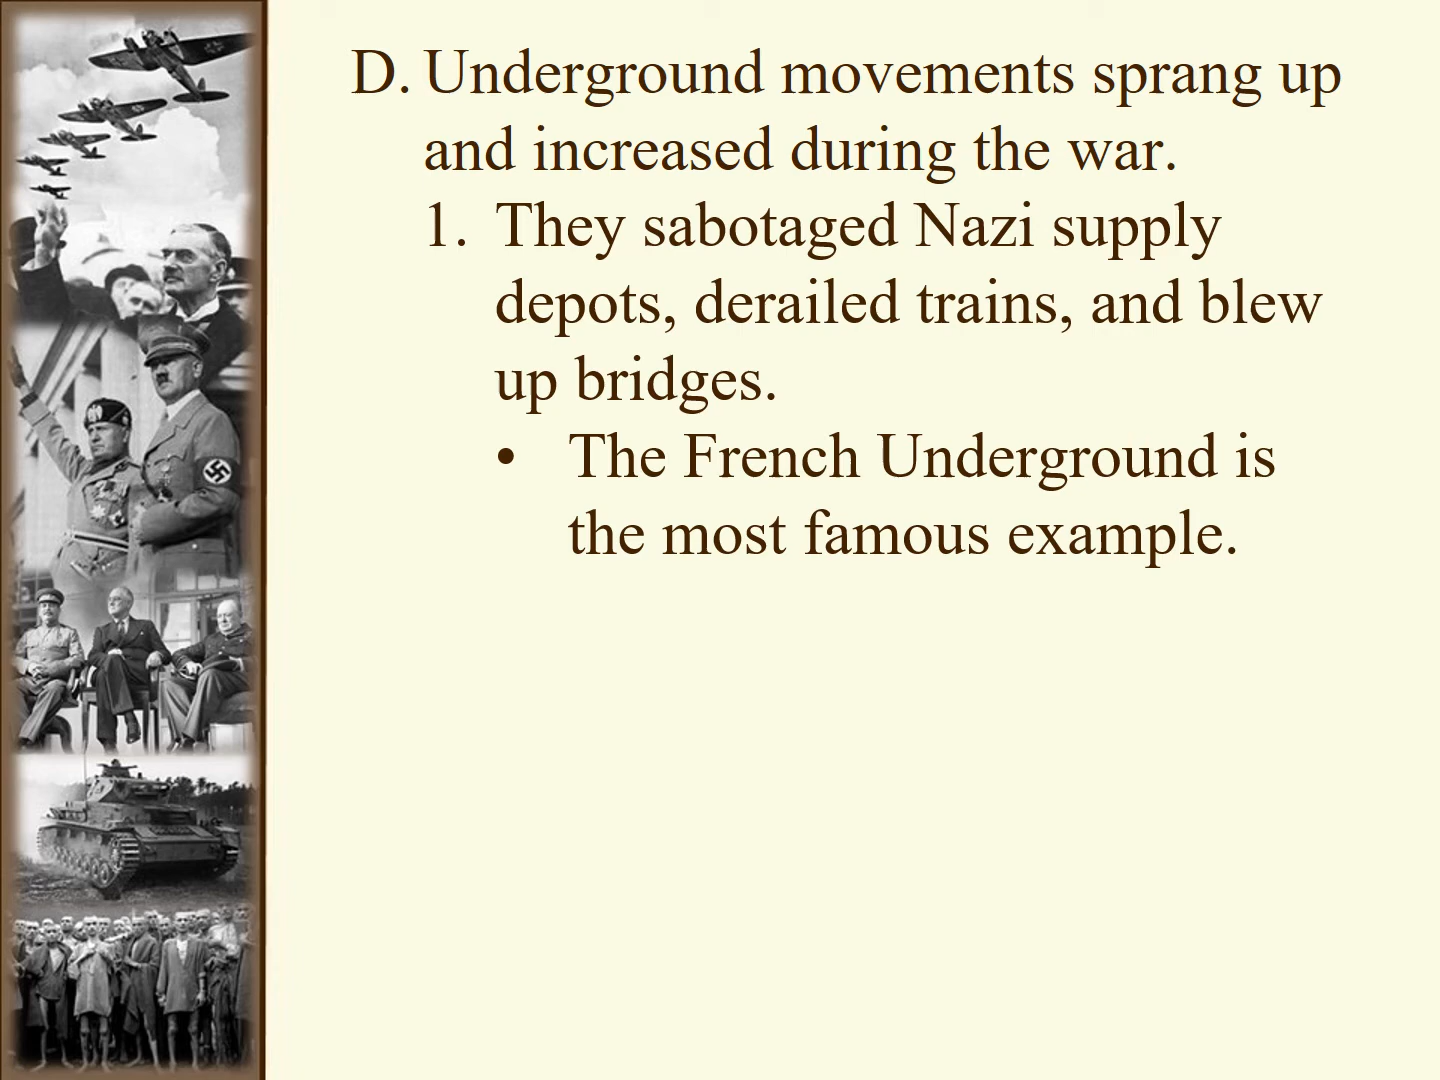 D. Underground movements sprang up
and increased during the war.
1. They sabotaged Nazi supply
depots, derailed trains, and blew
up bridges.
• The French Underground is
the most famous example.